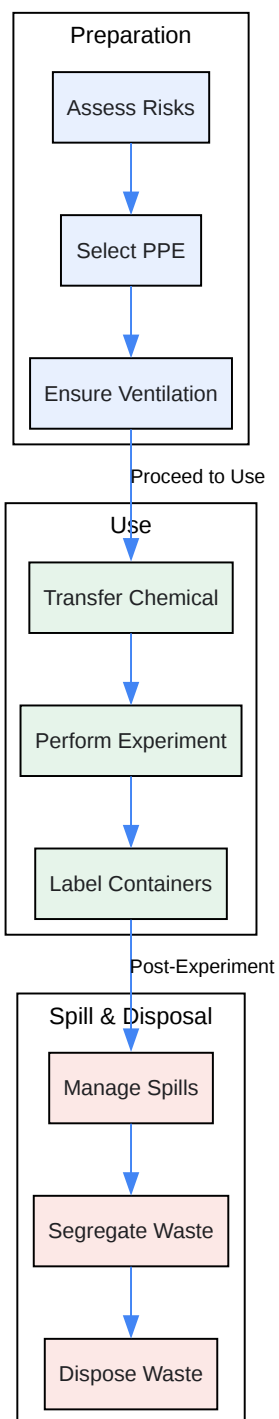 Preparation
Assess Risks
Select PPE
Ensure Ventilation
Proceed to Use
Use
Transfer Chemical
Perform Experiment
Label Containers
Post-Experiment
Spill & Disposal
Manage Spills
Segregate Waste
Dispose Waste